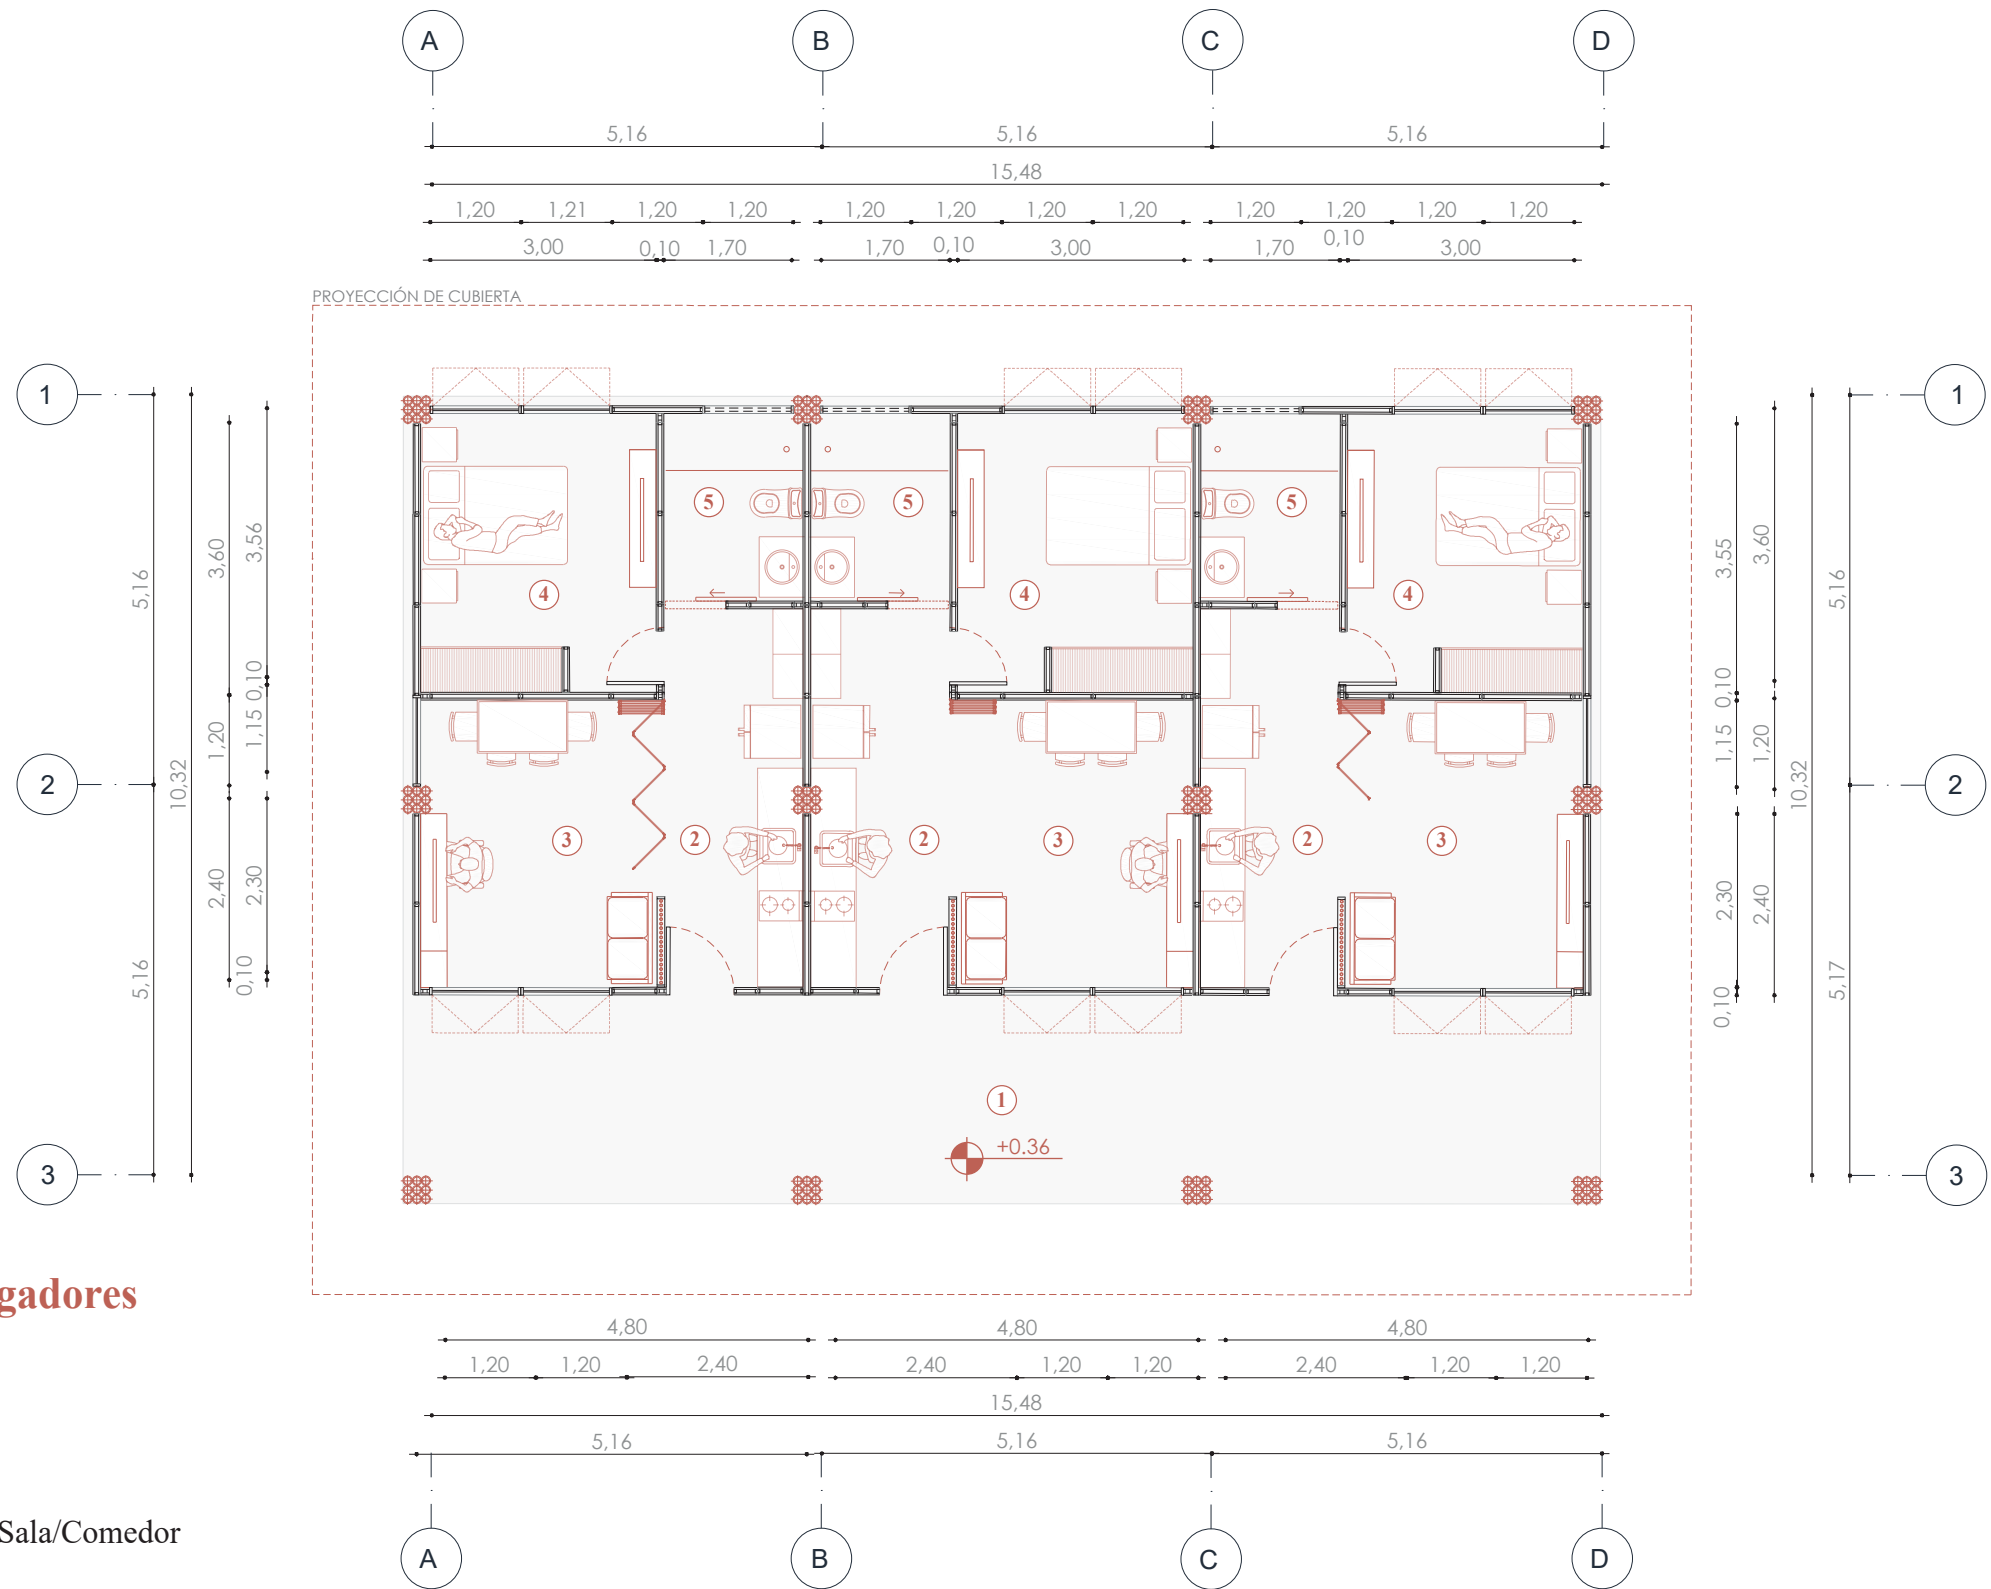 A B C D
5,16 5,16 5,16
15,48
1,20 1,21 1,20 1,20 1,20 1,20 1,20 1,20 1,20 1,20 1,20 1,20
3,00 0,10 1,70 1,70 0,10 3,00 1,70 0,10 3,00
PROYECCIÓN DE CUBIERTA
1 1
5 5 5
3,60 3,56 3,55 3,60
5,16 5,16
4 4 4
0,10 0,10
1,20 1,15 1,15 1,20
2 2
10,32 10,32
3 2 2 3 2 3
2,40 2,30 2,30 2,40
5,16 0,10 0,10 5,17
1
+0.36
3 3
gadores
4,80 4,80 4,80
1,20 1,20 2,40 2,40 1,20 1,20 2,40 1,20 1,20
15,48
5,16 5,16 5,16
Sala/Comedor
A B C D